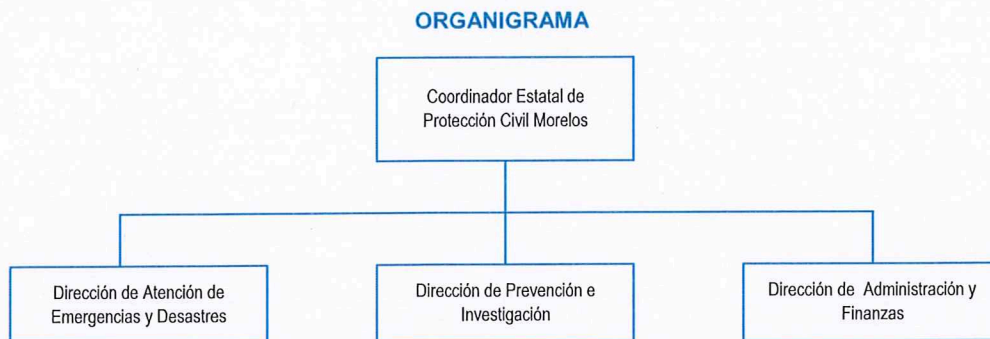 ORGANIGRAMA
Coordinador Estatal de
Protección Civil Morelos
Dirección de Atención de
Emergencias y Desastres
Dirección de Prevención e
Investigación
Dirección de Administración y
Finanzas